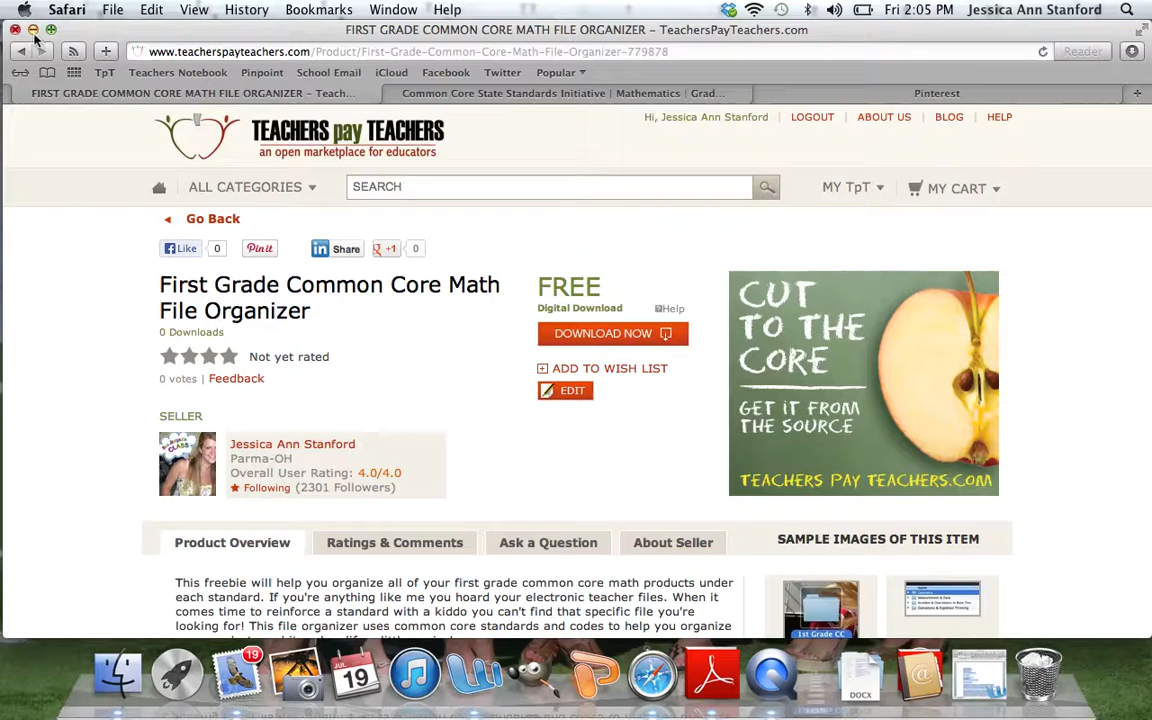 Safari File Edit View History Bookmarks Window Help Fri 2:05 PM Jessica Ann Stanford
FIRST GRADE COMMON CORE MATH FILE ORGANIZER – TeachersPayTeachers.com
www.teacherspayteachers.com/Product/First-Grade-Common-Core-Math-File-Organizer-779878 Reader
TpT Teachers Notebook Pinpoint School Email iCloud Facebook Twitter Popular
FIRST GRADE COMMON CORE MATH FILE ORGANIZER – Teach... Common Core State Standards Initiative | Mathematics | Grad... Pinterest
TEACHERS pay TEACHERS
an open marketplace for educators
Hi, Jessica Ann Stanford LOGOUT ABOUT US BLOG HELP
ALL CATEGORIES SEARCH MY TpT MY CART
Go Back
Like 0 Pin it Share +1 0
First Grade Common Core Math
File Organizer
0 Downloads
Not yet rated
0 votes | Feedback
FREE
Digital Download Help
DOWNLOAD NOW
ADD TO WISH LIST
EDIT
CUT
TO THE
CORE
GET IT FROM
THE SOURCE
TEACHERS PAY TEACHERS.COM
SELLER
Jessica Ann Stanford
Parma-OH
Overall User Rating: 4.0/4.0
Following (2301 Followers)
Product Overview Ratings & Comments Ask a Question About Seller
SAMPLE IMAGES OF THIS ITEM
This freebie will help you organize all of your first grade common core math products under
each standard. If you're anything like me you hoard your electronic teacher files. When it
comes time to reinforce a standard with a kiddo you can't find that specific file you're
looking for! This file organizer uses common core standards and codes to help you organize
1st Grade CC
19
JUL
19
DOCX